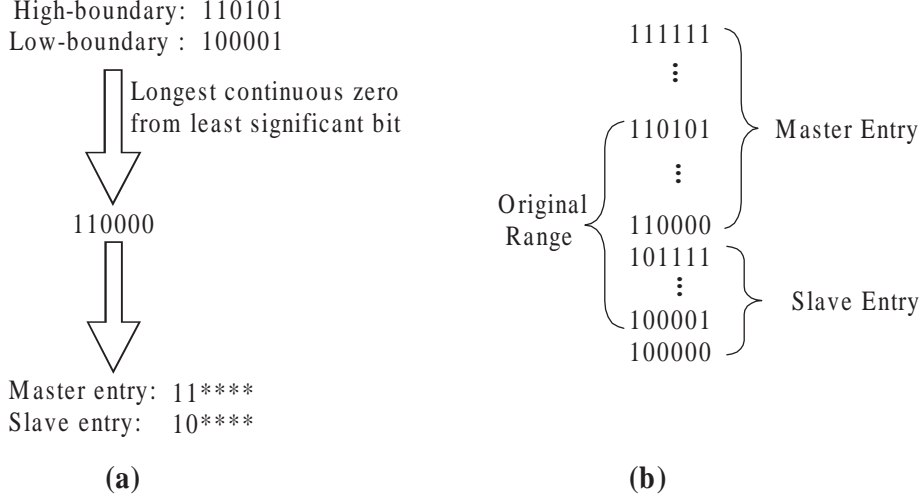 High-boundary: 110101
Low-boundary : 100001
Longest continuous zero
from least significant bit
110000
Master entry: 11****
Slave entry: 10****
(a)
111111
⋮
110101
⋮
110000
101111
⋮
100001
100000
Original
Range
Master Entry
Slave Entry
(b)